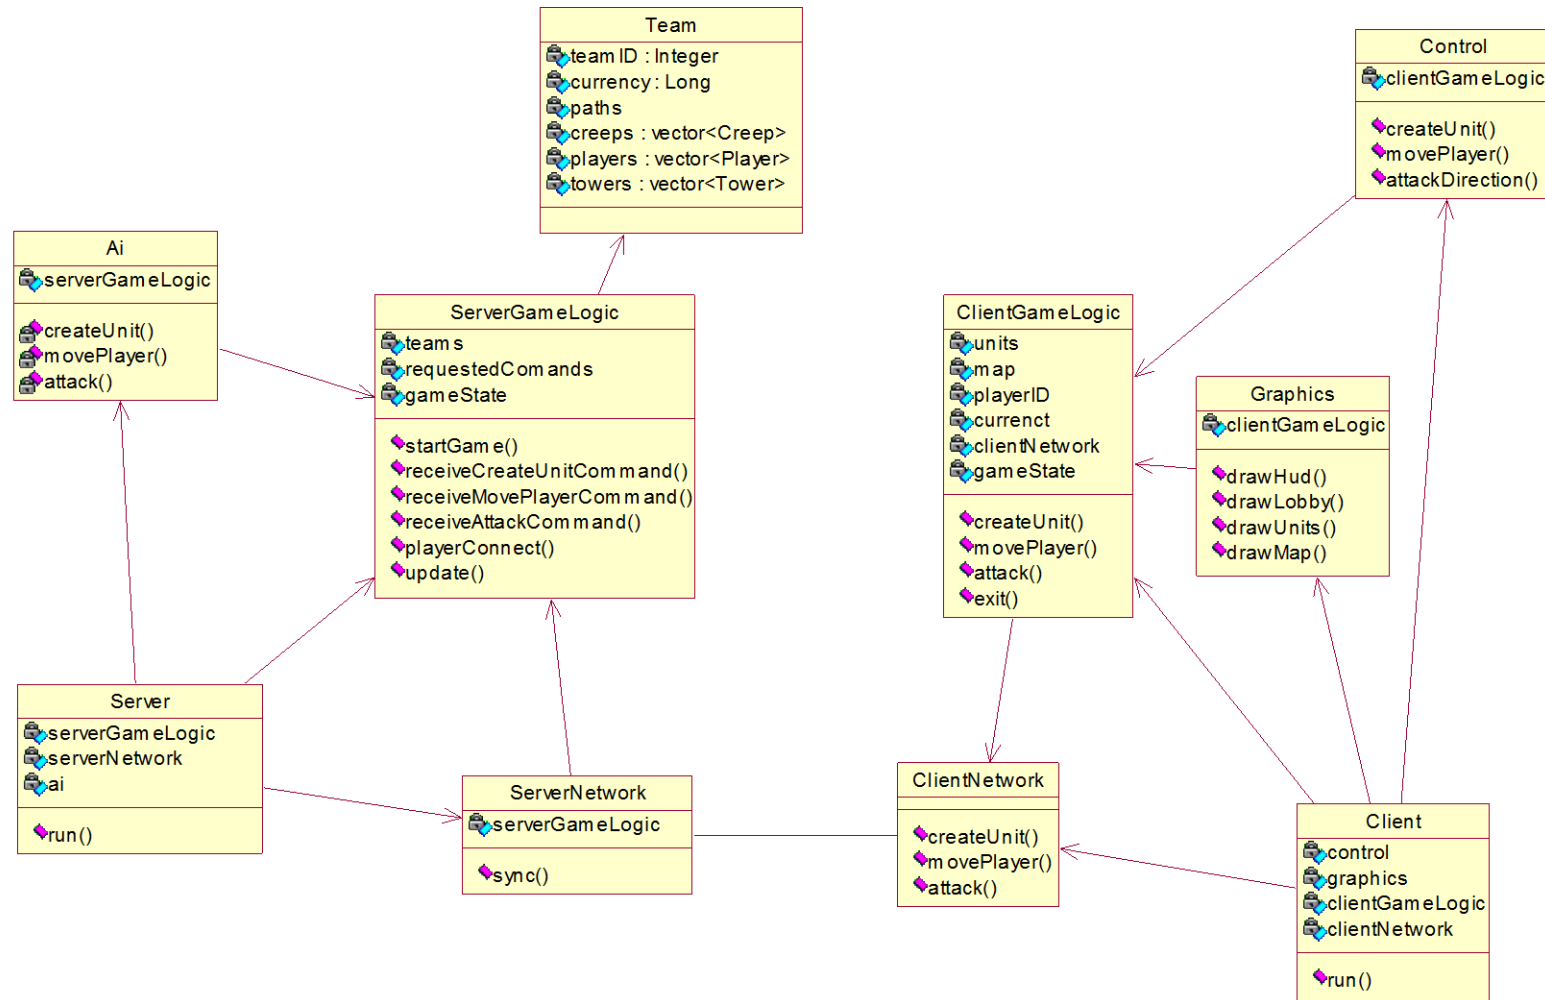 Team
teamID : Integer
currency : Long
paths
creeps : vector<Creep>
players : vector<Player>
towers : vector<Tower>
Control
clientGameLogic
createUnit()
movePlayer()
attackDirection()
Ai
serverGameLogic
createUnit()
movePlayer()
attack()
ServerGameLogic
teams
requestedComands
gameState
startGame()
receiveCreateUnitCommand()
receiveMovePlayerCommand()
receiveAttackCommand()
playerConnect()
update()
ClientGameLogic
units
map
playerID
currenct
clientNetwork
gameState
createUnit()
movePlayer()
attack()
exit()
Graphics
clientGameLogic
drawHud()
drawLobby()
drawUnits()
drawMap()
Server
serverGameLogic
serverNetwork
ai
run()
ServerNetwork
serverGameLogic
sync()
ClientNetwork
createUnit()
movePlayer()
attack()
Client
control
graphics
clientGameLogic
clientNetwork
run()